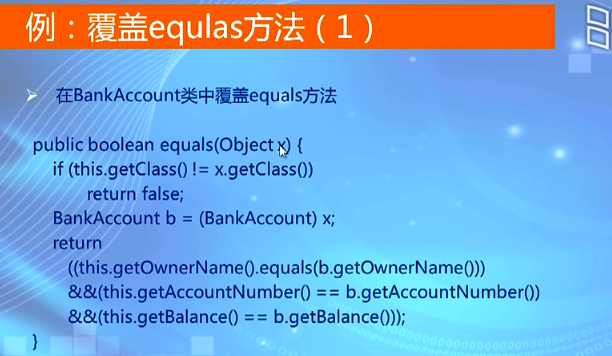 例：覆盖equlas方法（1）
在BankAccount类中覆盖equals方法
public boolean equals(Object x) {
if (this.getClass() != x.getClass())
return false;
BankAccount b = (BankAccount) x;
return
((this.getOwnerName().equals(b.getOwnerName()))
&&(this.getAccountNumber() == b.getAccountNumber())
&&(this.getBalance() == b.getBalance()));
}